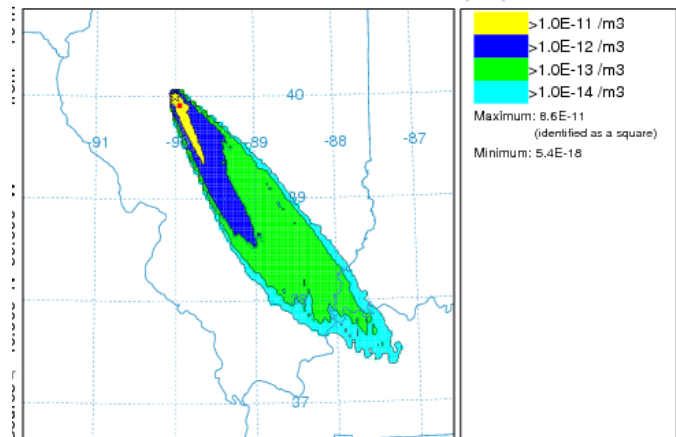 >1.0E-11 /m3
>1.0E-12 /m3
>1.0E-13 /m3
>1.0E-14 /m3
Maximum: 8.6E-11
(identified as a square)
Minimum: 5.4E-18
40
-91
-90
-89
-88
-87
39
37